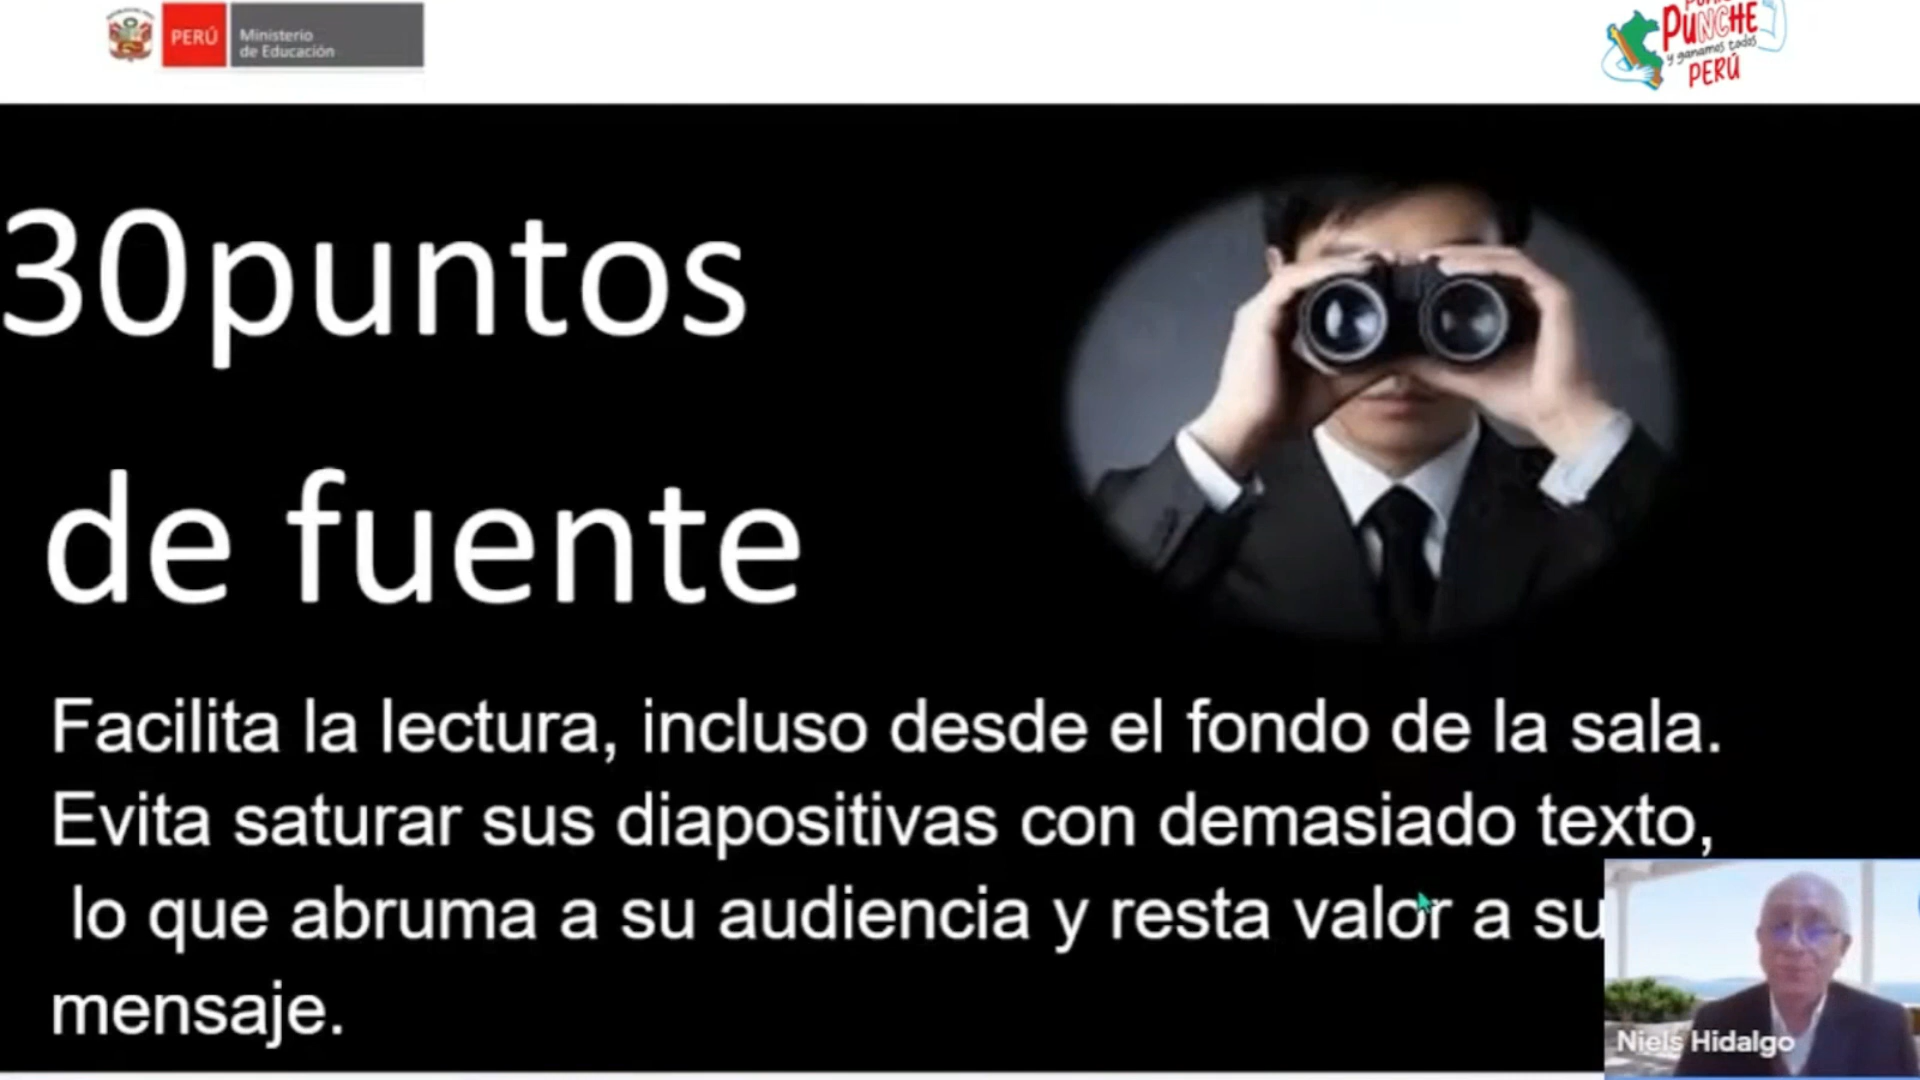 PERÚ
Ministerio
de Educación
PUNCHE
y ganamos todos
PERÚ
30puntos
de fuente
Facilita la lectura, incluso desde el fondo de la sala.
Evita saturar sus diapositivas con demasiado texto,
lo que abruma a su audiencia y resta valor a su
mensaje.
Niels Hidalgo